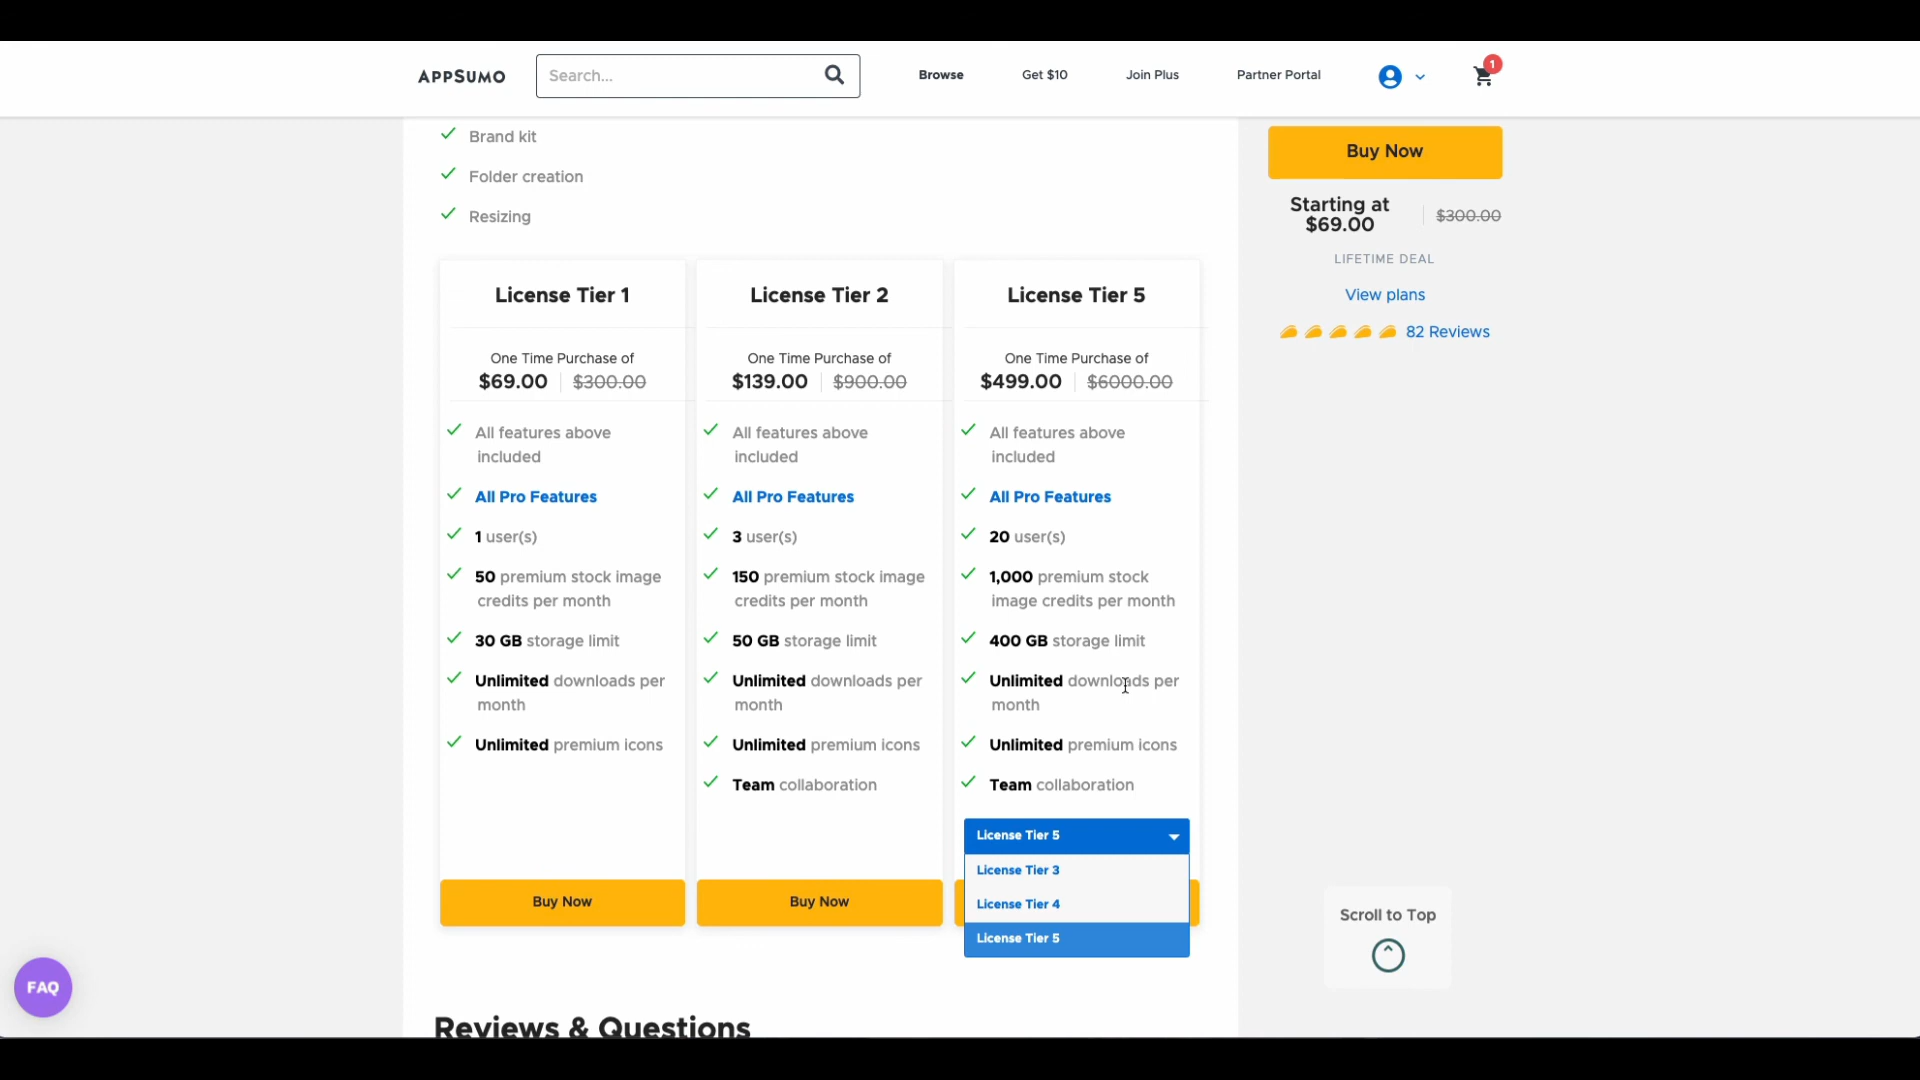 APPSUMO
Search...
Browse
Get $10
Join Plus
Partner Portal
1
Brand kit
Folder creation
Resizing
Buy Now
Starting at
$69.00
$300.00
LIFETIME DEAL
View plans
82 Reviews
License Tier 1
One Time Purchase of
$69.00 $300.00
All features above
included
All Pro Features
1 user(s)
50 premium stock image
credits per month
30 GB storage limit
Unlimited downloads per
month
Unlimited premium icons
Buy Now
License Tier 2
One Time Purchase of
$139.00 $900.00
All features above
included
All Pro Features
3 user(s)
150 premium stock image
credits per month
50 GB storage limit
Unlimited downloads per
month
Unlimited premium icons
Team collaboration
Buy Now
License Tier 5
One Time Purchase of
$499.00 $6000.00
All features above
included
All Pro Features
20 user(s)
1,000 premium stock
image credits per month
400 GB storage limit
Unlimited downloads per
month
Unlimited premium icons
Team collaboration
License Tier 5
License Tier 3
License Tier 4
License Tier 5
Scroll to Top
FAQ
Reviews & Questions